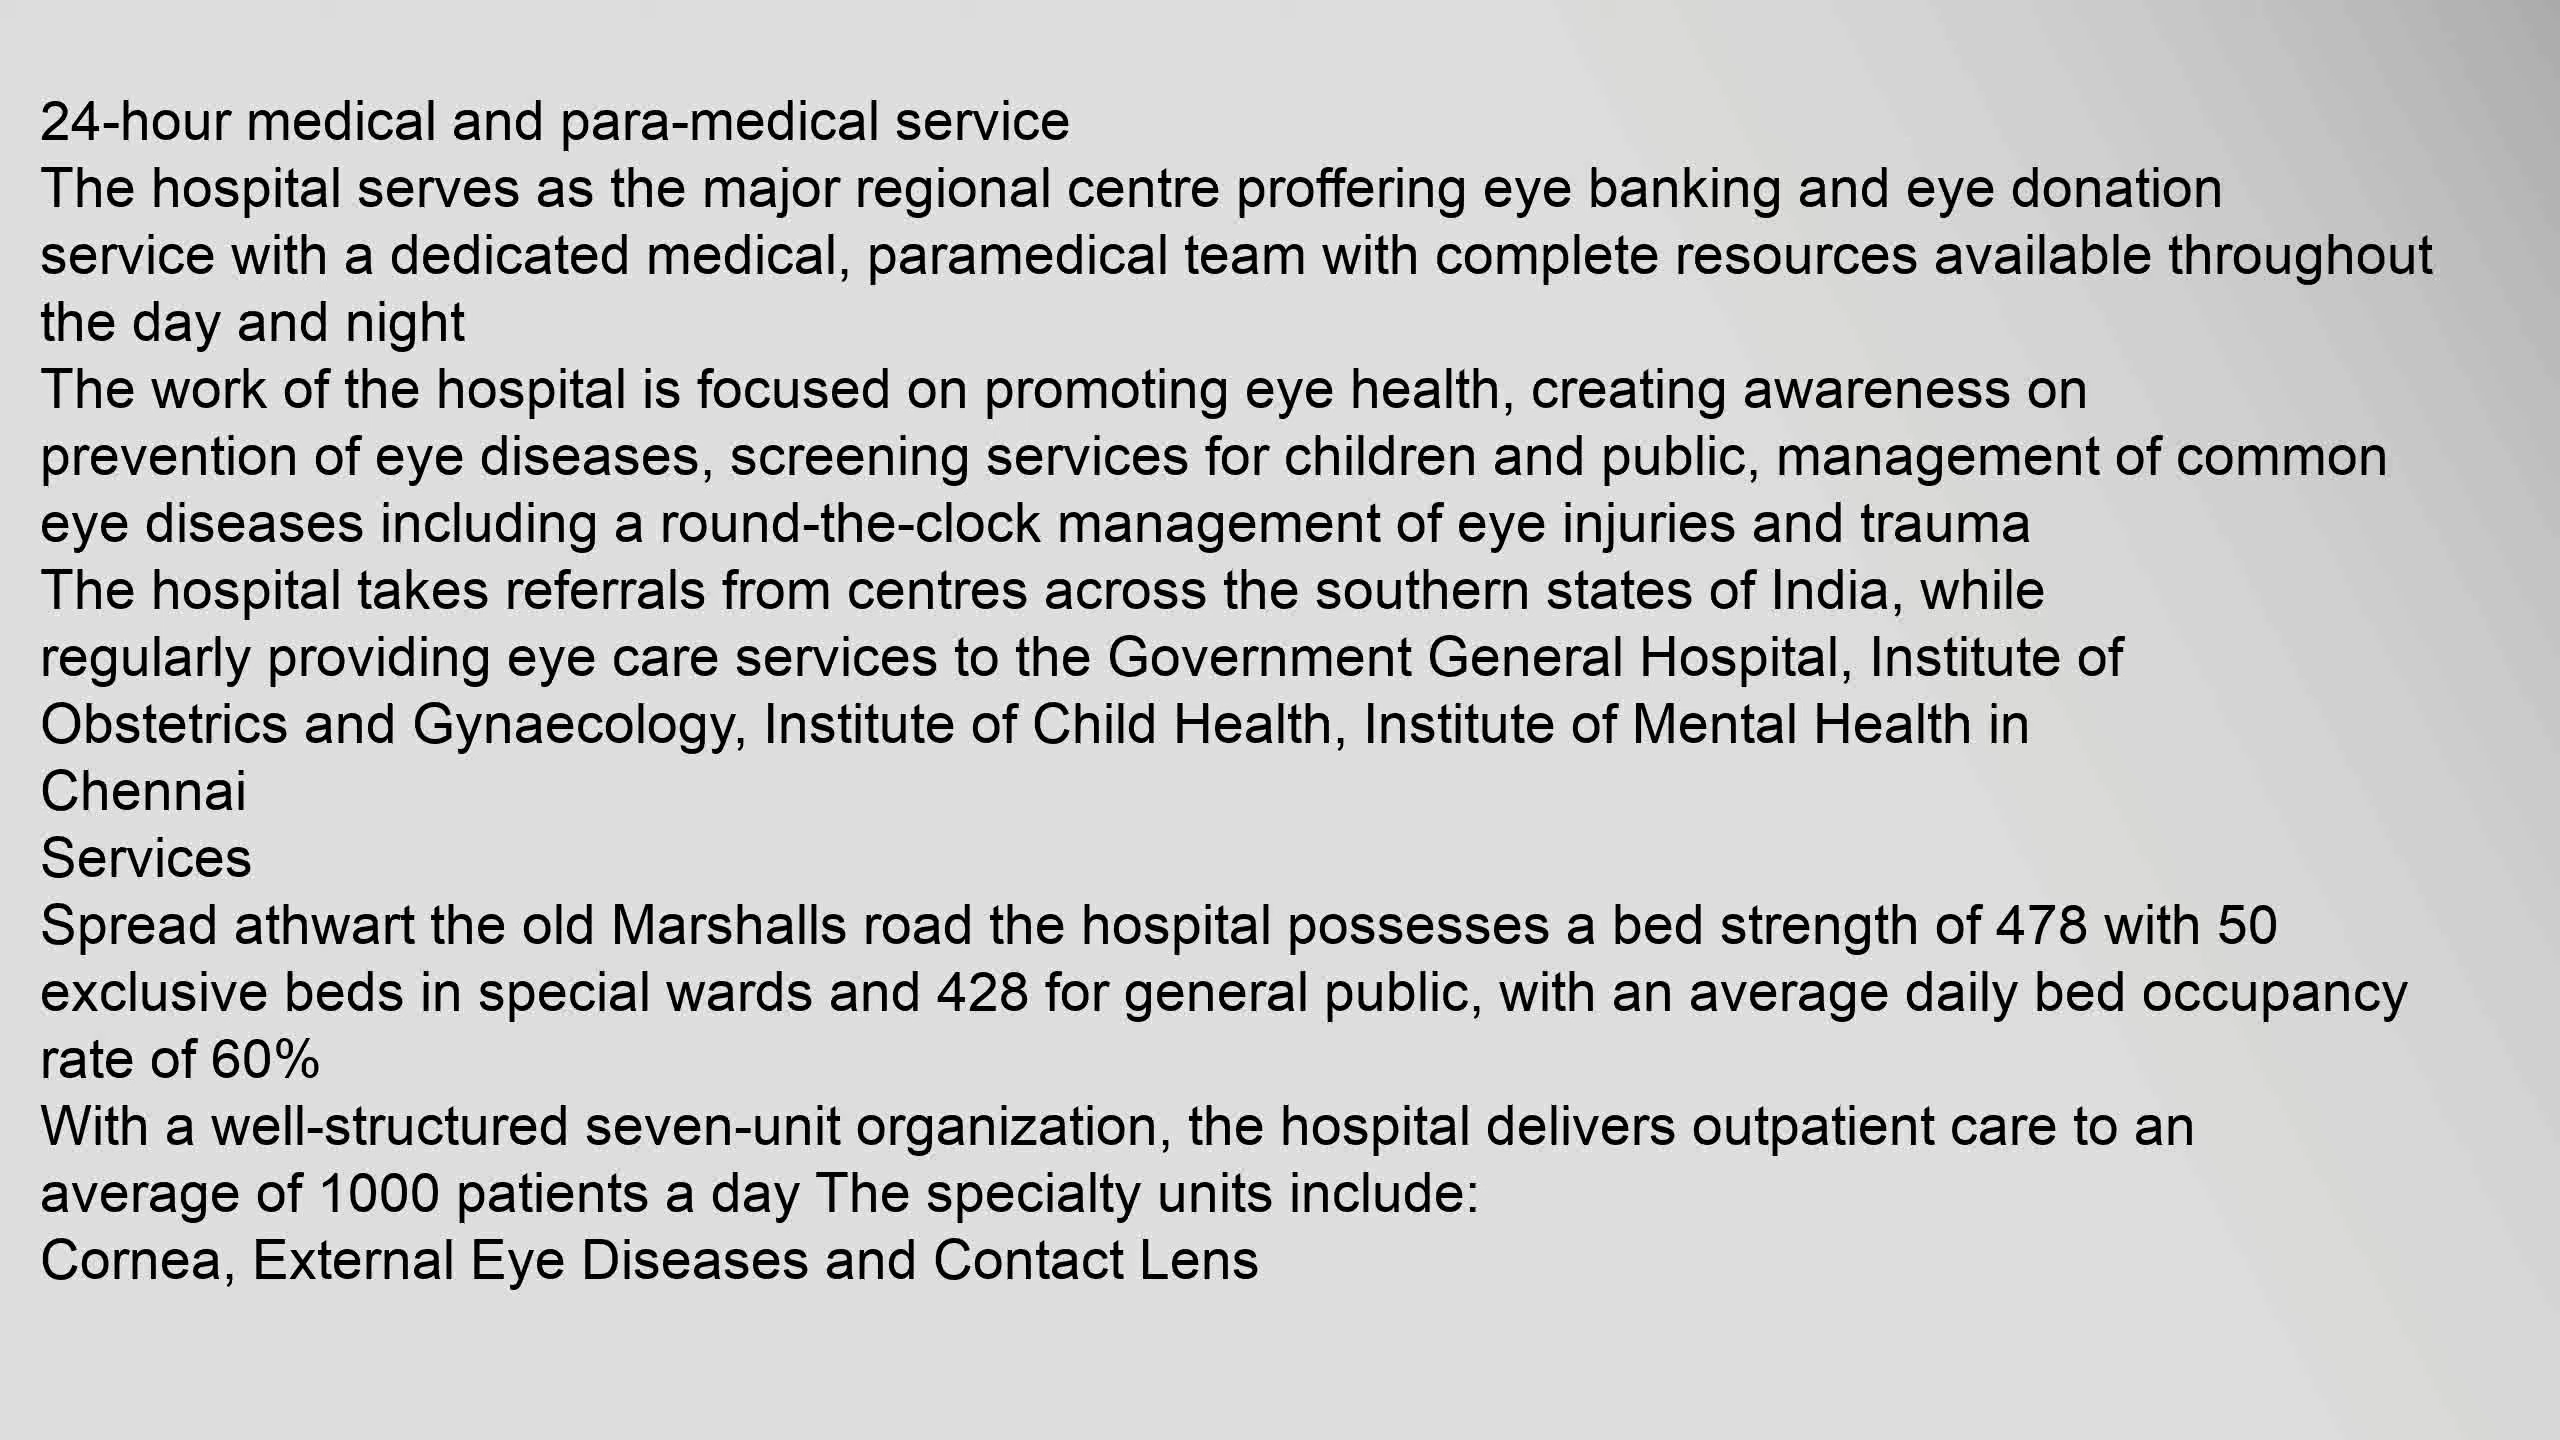 24-hour medical and para-medical service
The hospital serves as the major regional centre proffering eye banking and eye donation
service with a dedicated medical, paramedical team with complete resources available throughout
the day and night
The work of the hospital is focused on promoting eye health, creating awareness on
prevention of eye diseases, screening services for children and public, management of common
eye diseases including a round-the-clock management of eye injuries and trauma
The hospital takes referrals from centres across the southern states of India, while
regularly providing eye care services to the Government General Hospital, Institute of
Obstetrics and Gynaecology, Institute of Child Health, Institute of Mental Health in
Chennai
Services
Spread athwart the old Marshalls road the hospital possesses a bed strength of 478 with 50
exclusive beds in special wards and 428 for general public, with an average daily bed occupancy
rate of 60%
With a well-structured seven-unit organization, the hospital delivers outpatient care to an
average of 1000 patients a day The specialty units include:
Cornea, External Eye Diseases and Contact Lens